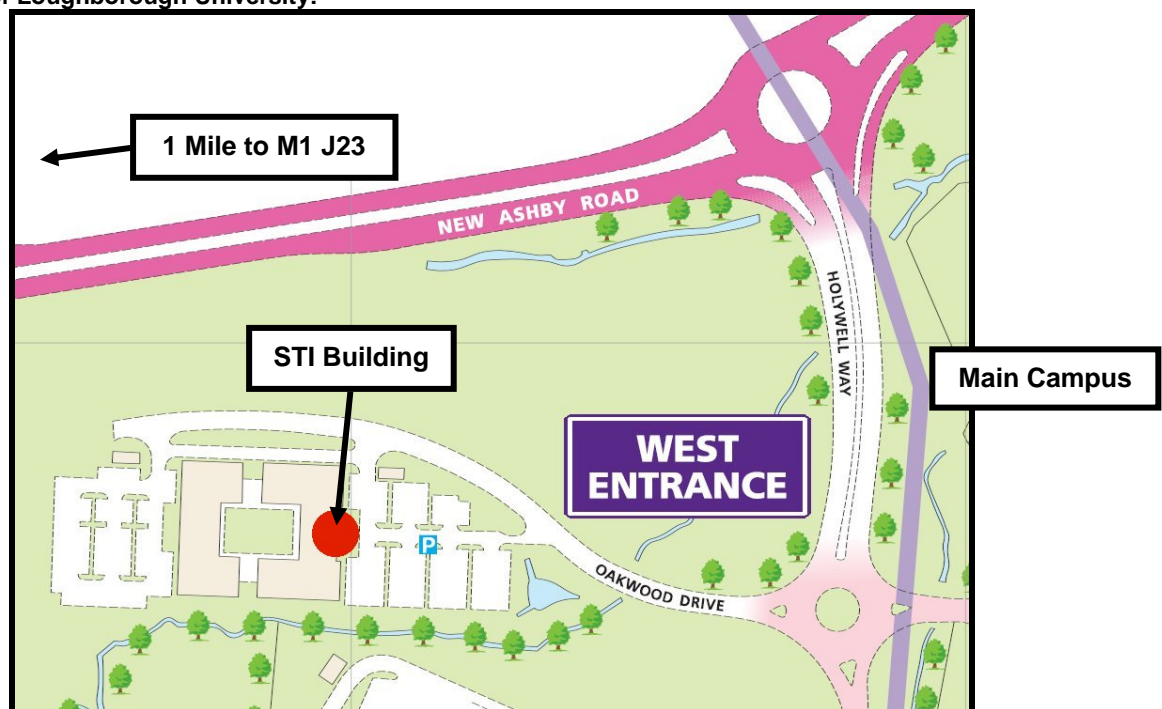 Loughborough University.
1 Mile to M1 J23
NEW ASHBY ROAD
HOLYWELL WAY
STI Building
Main Campus
WEST
ENTRANCE
P
OAKWOOD DRIVE